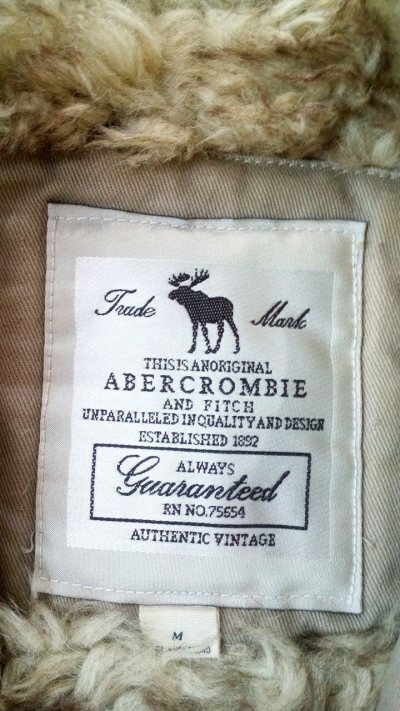 Trade Mark
THIS IS AN ORIGINAL
ABERCROMBIE
AND FITCH
UNPARALLELED IN QUALITY AND DESIGN
ESTABLISHED 1892
ALWAYS
Guaranteed
RN NO.75654
AUTHENTIC VINTAGE
M